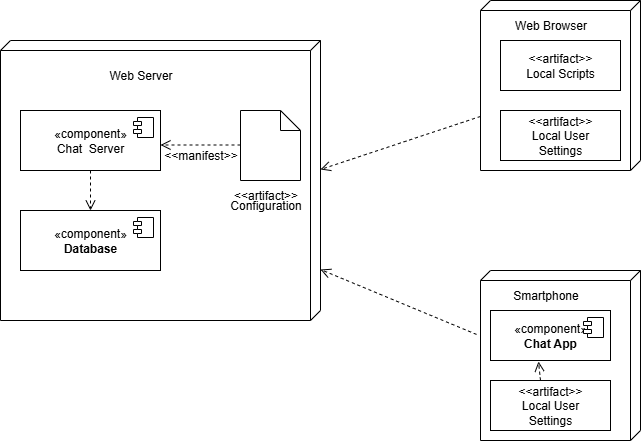 Web Server
«component»
Chat  Server
<<manifest>>
<<artifact>>
Configuration
«component»
Database
Web Browser
<<artifact>>
Local Scripts
<<artifact>>
Local User
Settings
Smartphone
«component»
Chat App
<<artifact>>
Local User
Settings